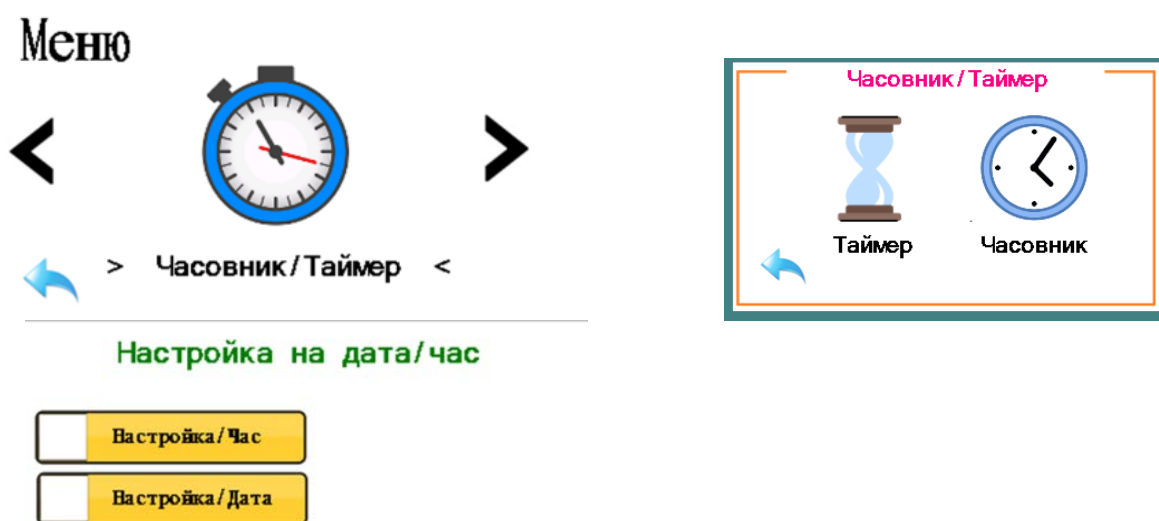 Меню
> Часовник/Таймер <
Настройка на дата/час
Настройка/Час
Настройка/Дата
Часовник/Таймер
Таймер
Часовник